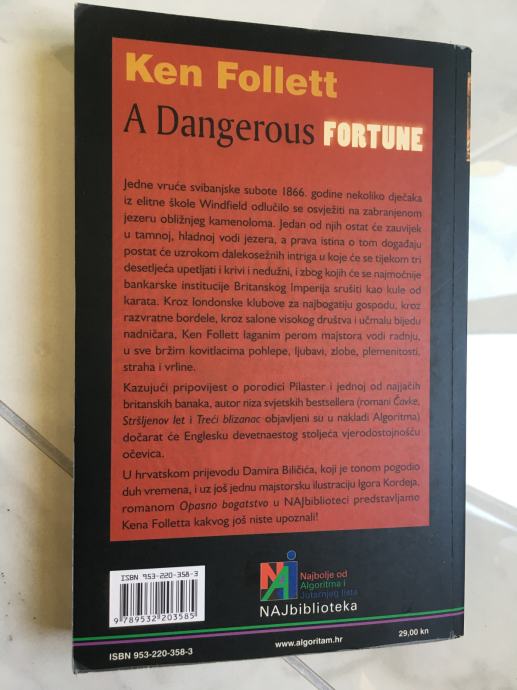 Ken Follett
A Dangerous FORTUNE
Jedne vruće svibanjske subote 1866. godine nekoliko dječaka
iz elitne škole Windfield odlučilo se osvježiti na zabranjenom
jezeru obližnjeg kamenoloma. Jedan od njih ostat će zauvijek
u tamnoj, hladnoj vodi jezera, a prava istina o tom događaju
postat će uzrokom dalekosežnih intriga u koje će se tijekom tri
desetljeća upetljati i krivi i nedužni, i zbog kojih će se najmoćnije
bankarske institucije Britanskog Imperija srušiti kao kule od
karata. Kroz londonske klubove za najbogatiju gospodu, kroz
razvratne bordele, kroz salone visokog društva i učmalu bijedu
nadničara, Ken Follett laganim perom majstora vodi radnju,
u sve bržim kovitlacima pohlepe, ljubavi, zlobe, plemenitosti,
straha i vrline.
Kazujući pripovijest o porodici Pilaster i jednoj od najjačih
britanskih banaka, autor niza svjetskih bestsellera (romani Čavke,
Stršljenov let i Treći blizanac objavljeni su u nakladi Algoritma)
dočarat će Englesku devetnaestog stoljeća vjerodostojnošću
očevica.
U hrvatskom prijevodu Damira Biličića, koji je tonom pogodio
duh vremena, i uz još jednu majstorsku ilustraciju Igora Kordeja,
romanom Opasno bogatstvo u NAJbiblioteci predstavljamo
Kena Folletta kakvog još niste upoznali!
ISBN 953-220-358-3
9 789532 203585
NAJ
Najbolje od
Algoritma i
Jutarnjeg lista
NAJbiblioteka
ISBN 953-220-358-3
www.algoritam.hr
29,00 kn